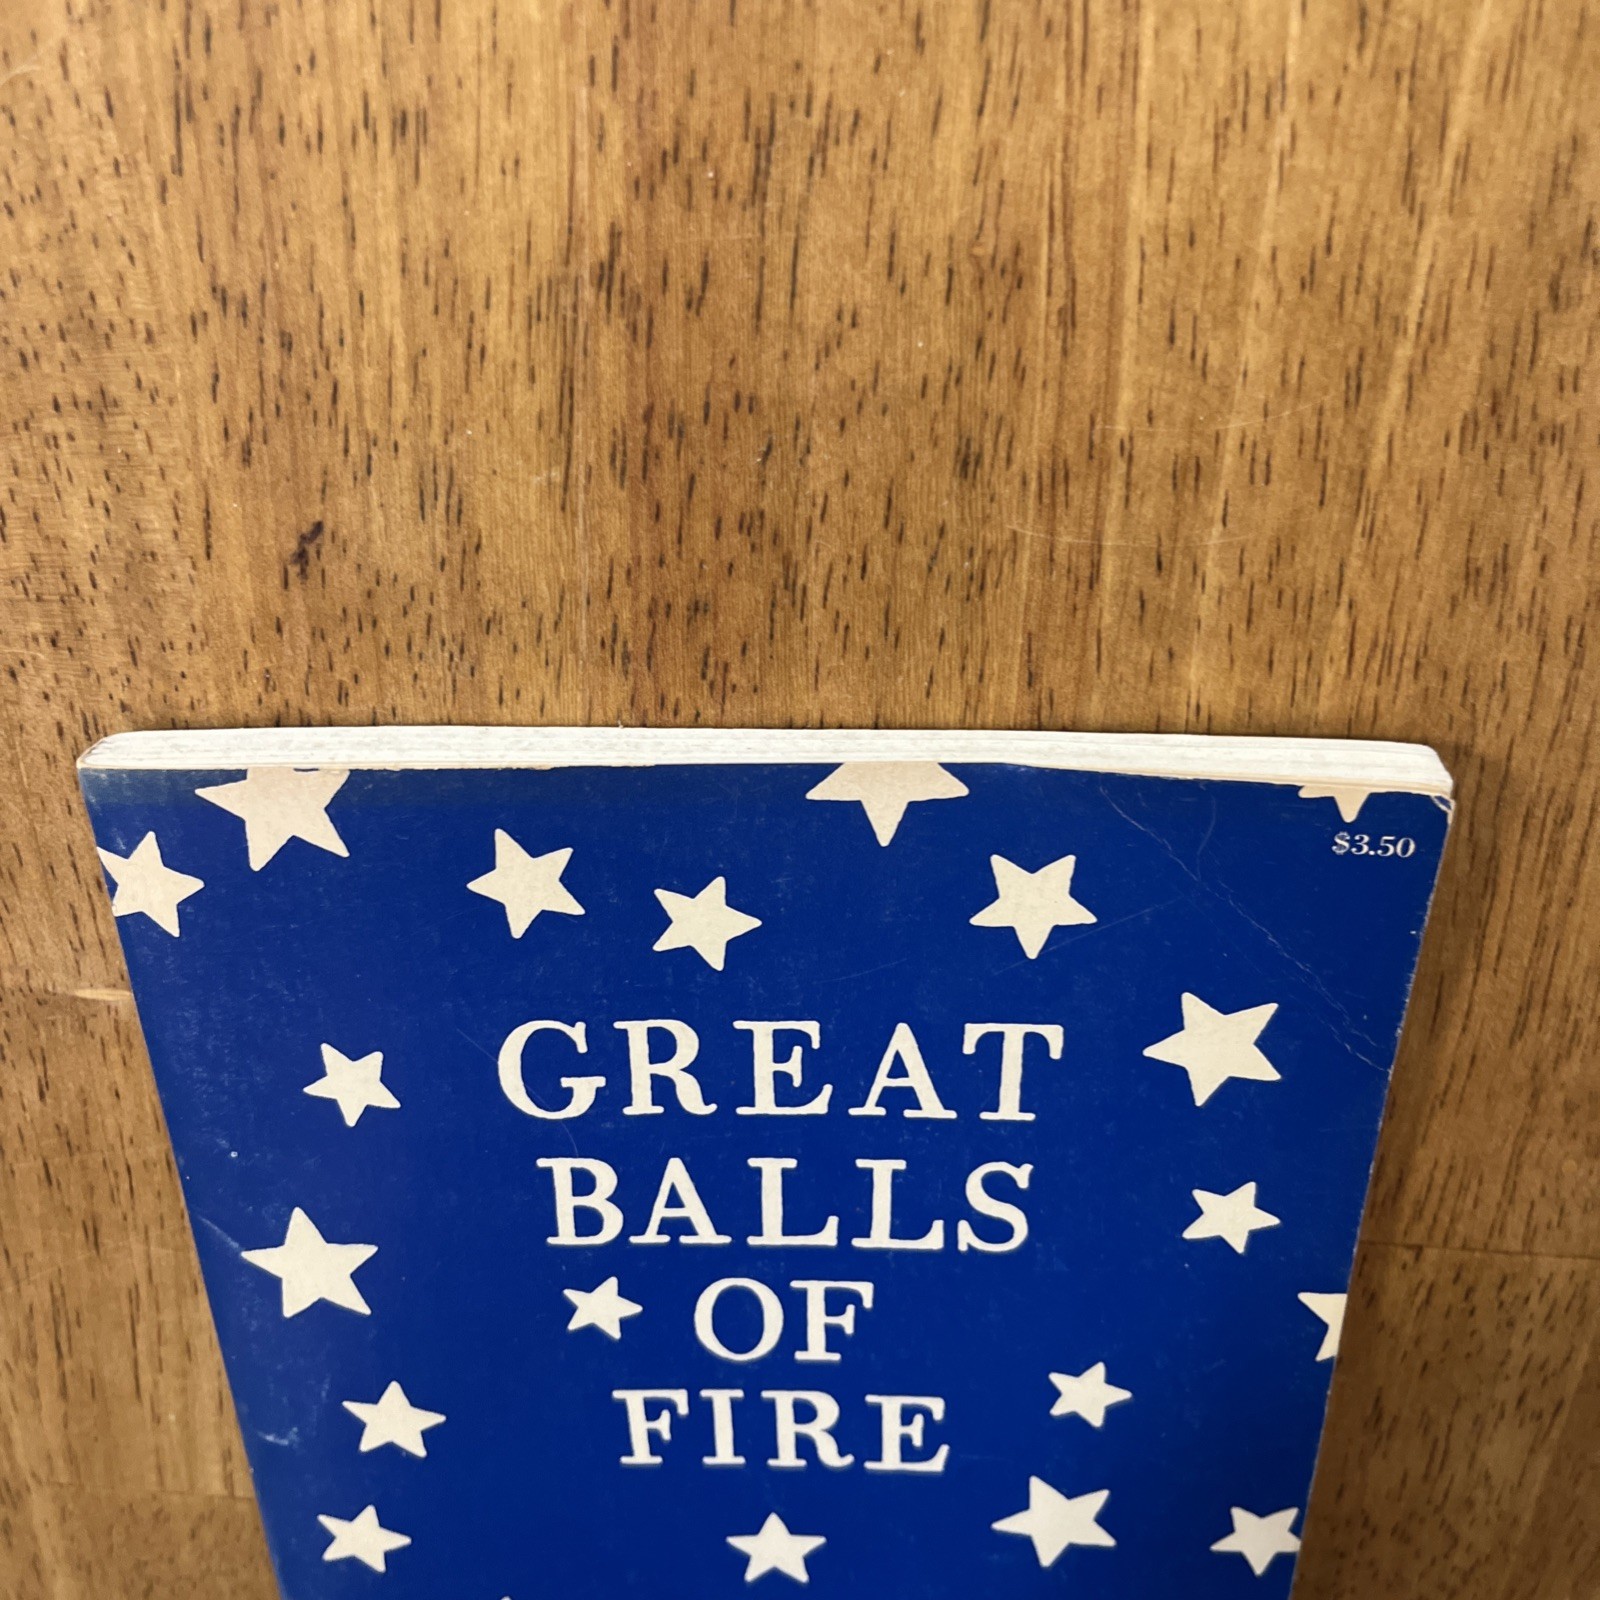 $3.50
GREAT
BALLS
OF
FIRE